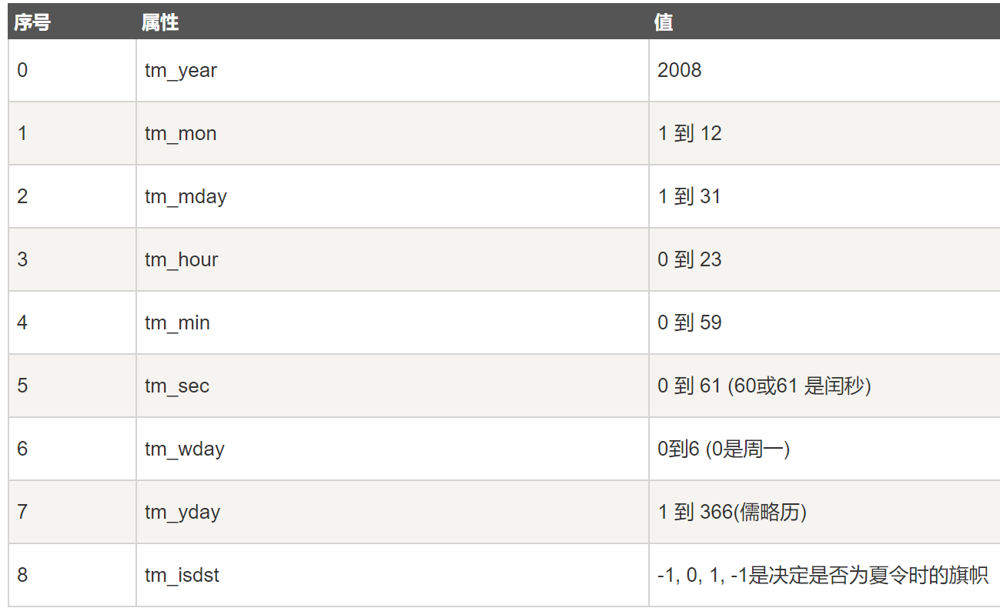 序号 属性 值
0 tm_year 2008
1 tm_mon 1 到 12
2 tm_mday 1 到 31
3 tm_hour 0 到 23
4 tm_min 0 到 59
5 tm_sec 0 到 61 (60或61 是闰秒)
6 tm_wday 0到6 (0是周一)
7 tm_yday 1 到 366(儒略历)
8 tm_isdst -1, 0, 1, -1是决定是否为夏令时的旗帜